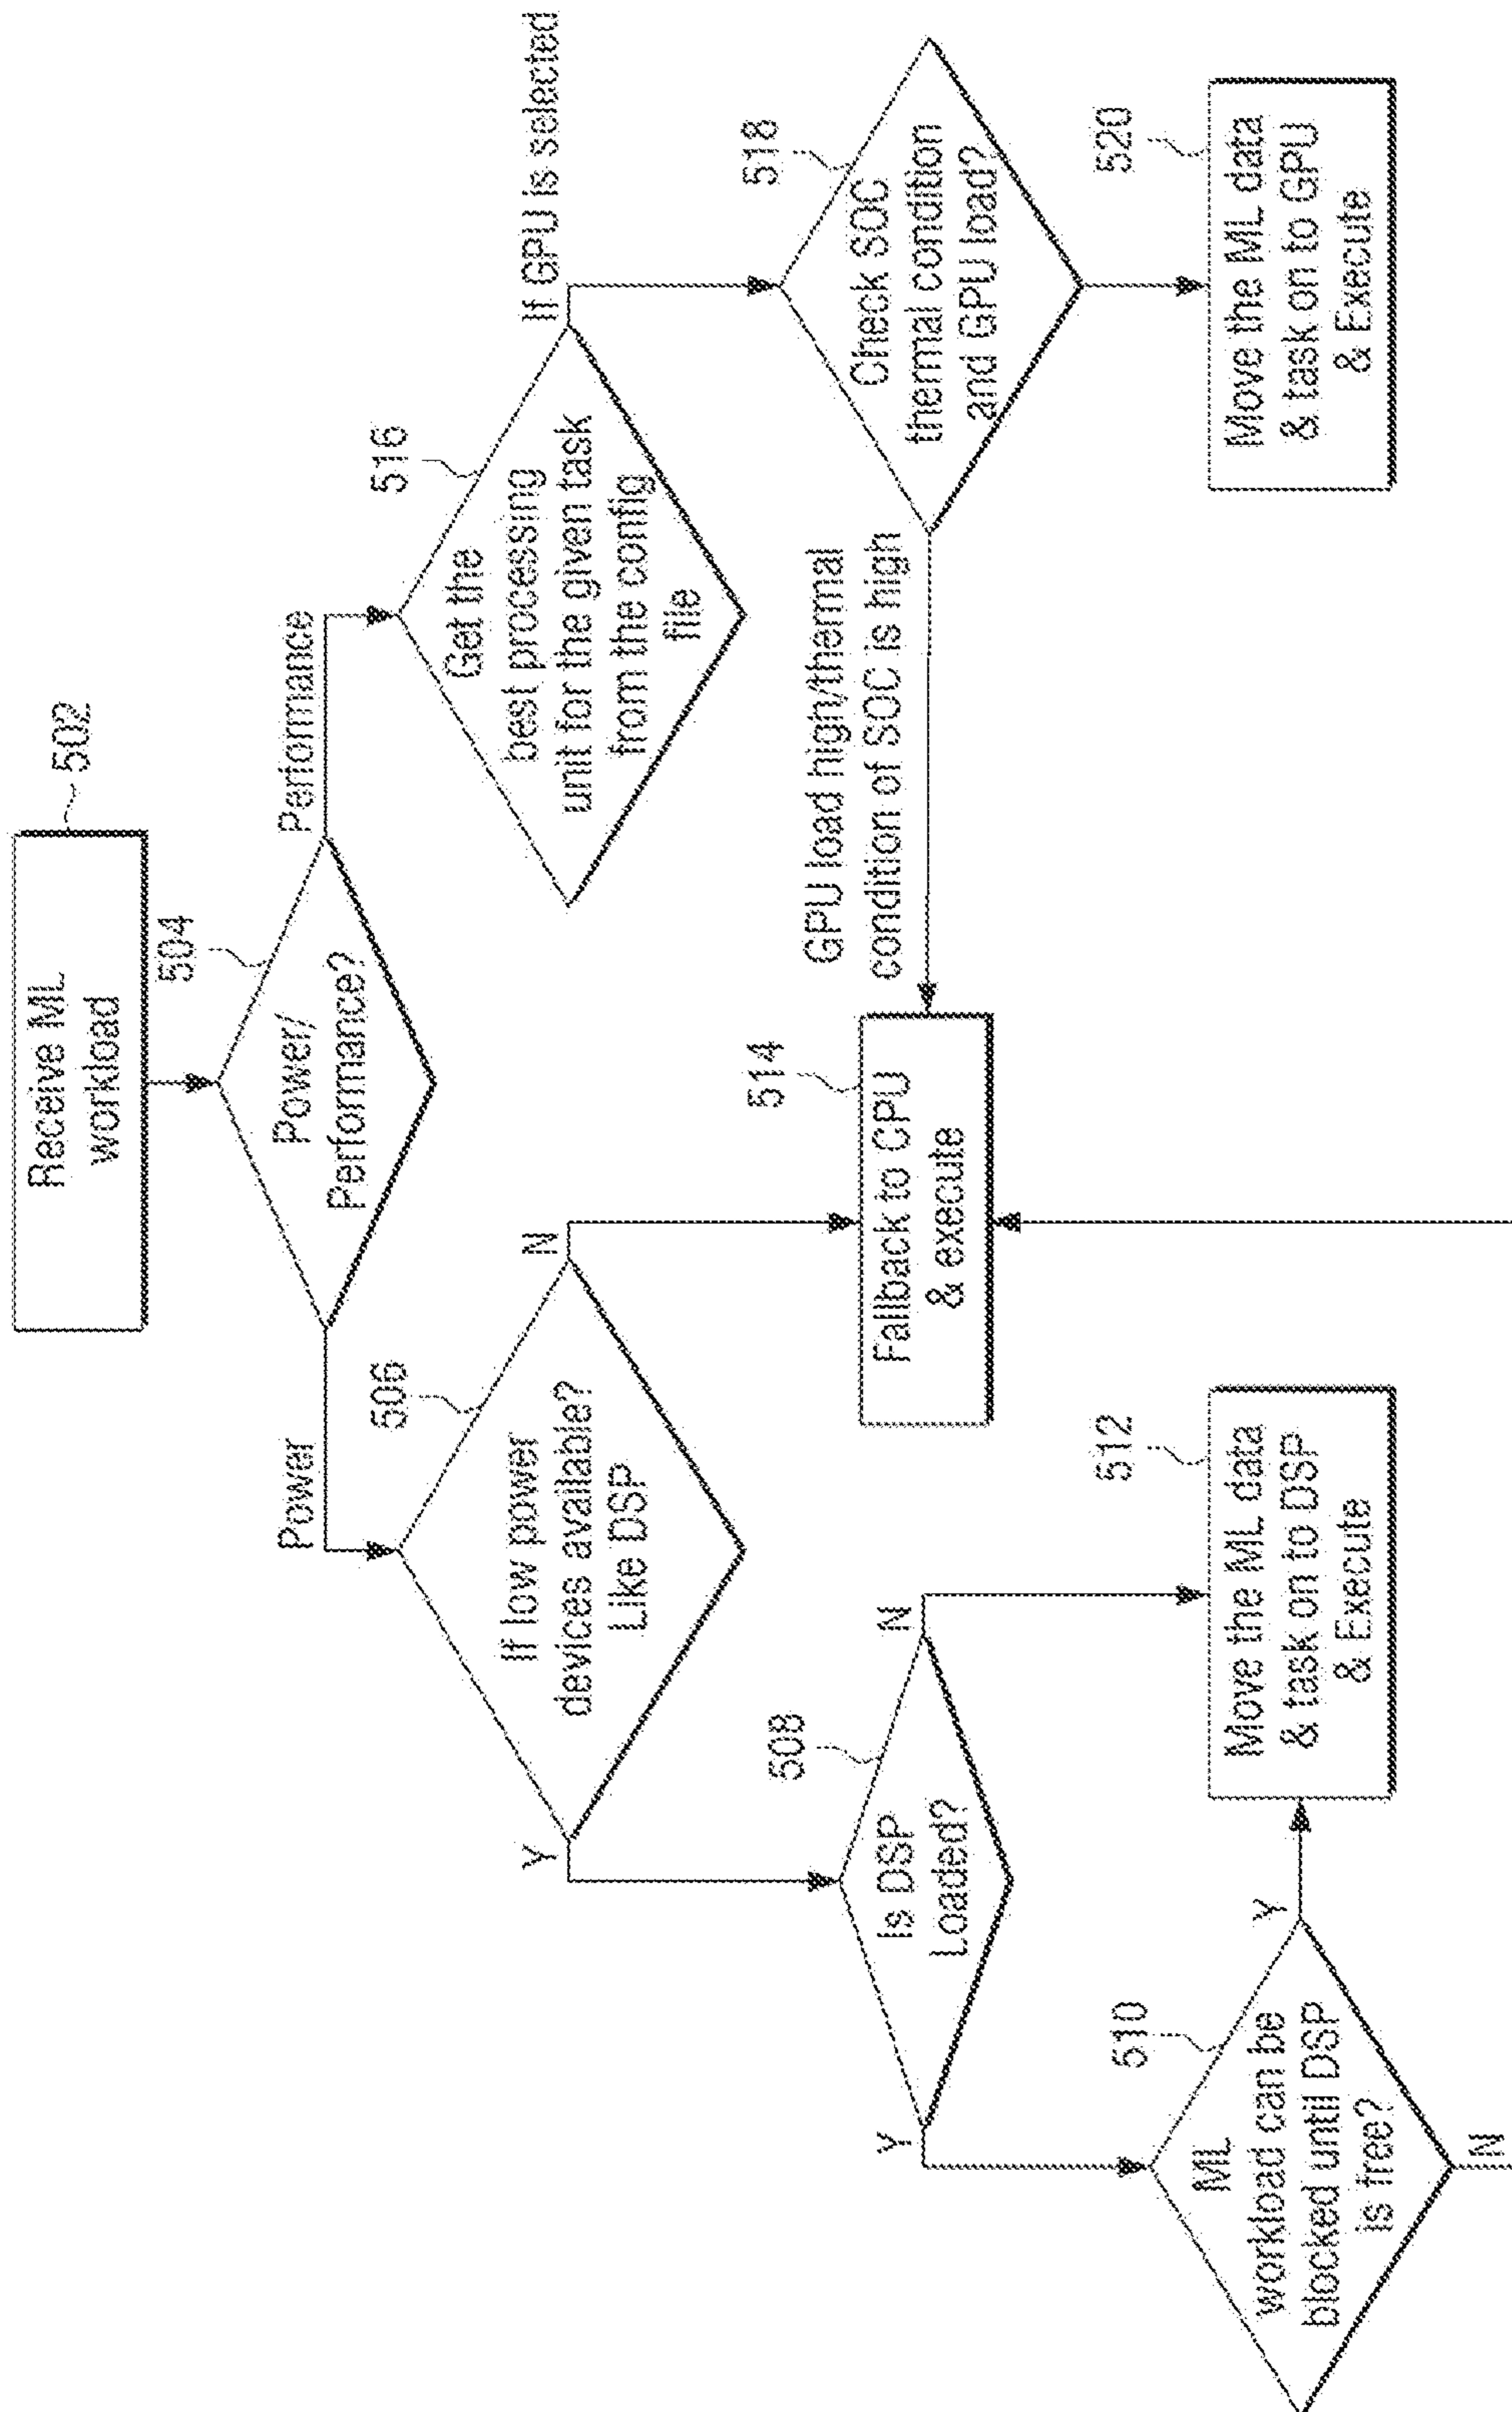 Receive ML
workload
502
504
Power/
Performance?
Power
Performance
506
If low power
devices available?
Like DSP
Y
N
516
Get the
best processing
unit for the given task
from the config
file
If GPU is selected
508
Is DSP
Loaded?
Y
N
514
Fallback to CPU
& execute
GPU load high/thermal
condition of SOC is high
518
Check SOC
thermal condition
and GPU load?
510
ML
workload can be
blocked until DSP
is free?
Y
N
512
Move the ML data
& task on to DSP
& Execute
520
Move the ML data
& task on to GPU
& Execute